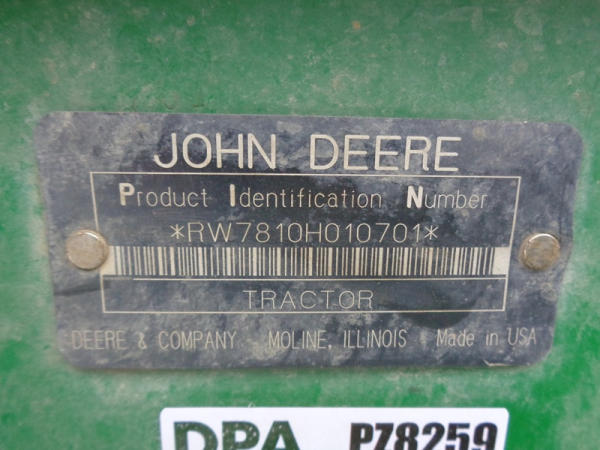 JOHN DEERE
Product Identification Number
*RW7810H010701*
TRACTOR
DEERE & COMPANY - MOLINE, ILLINOIS - Made in USA
DPA P78259